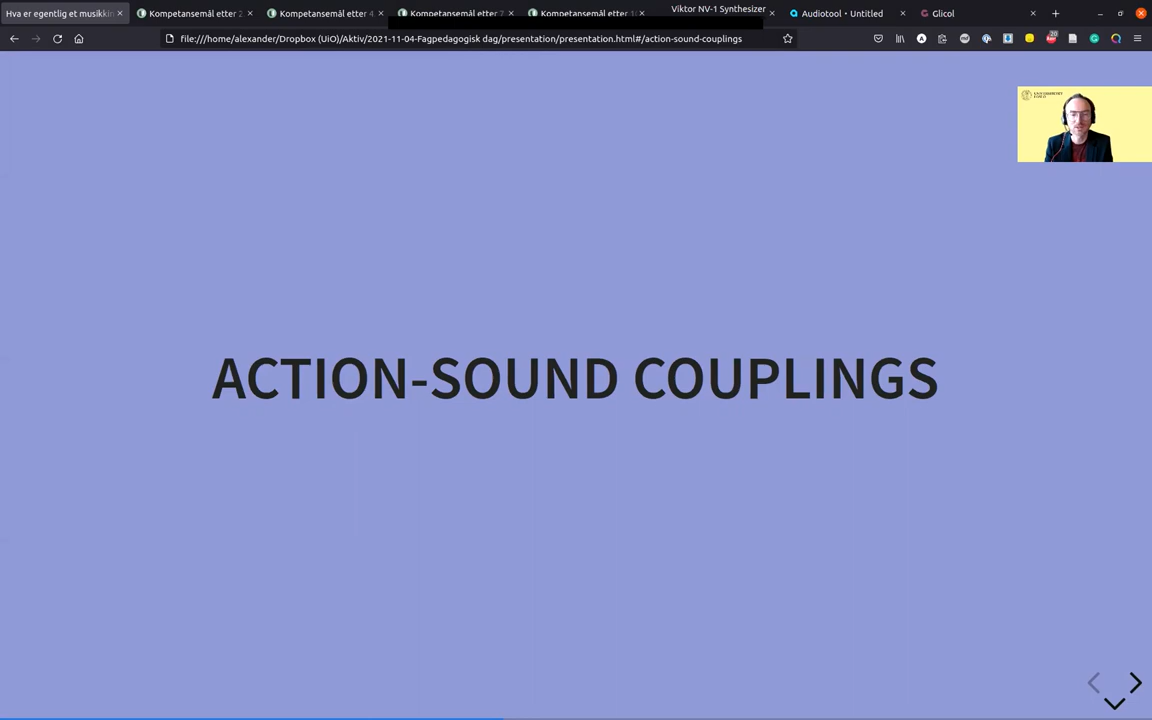 Hva er egentlig et musikkin
Kompetansemål etter 2
Kompetansemål etter 4
Kompetansemål etter 7
Kompetansemål etter 10
Viktor NV-1 Synthesizer
Audiotool • Untitled
Glicol
file:///home/alexander/Dropbox (UiO)/Aktiv/2021-11-04-Fagpedagogisk dag/presentation/presentation.html#/action-sound-couplings
20
ACTION-SOUND COUPLINGS